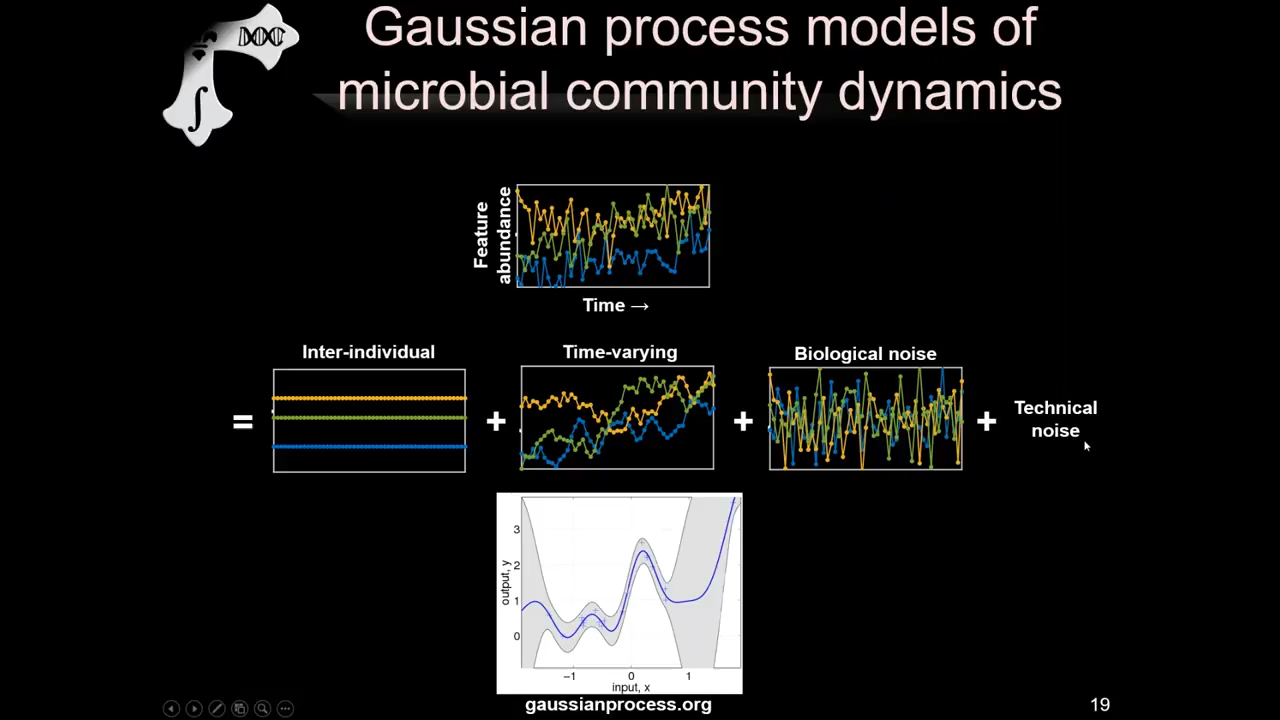 Gaussian process models of
microbial community dynamics
Feature
abundance
Time →
Inter-individual
Time-varying
Biological noise
=
+
+
+
Technical
noise
3
2
1
0
output, y
−1
0
1
input, x
gaussianprocess.org
19